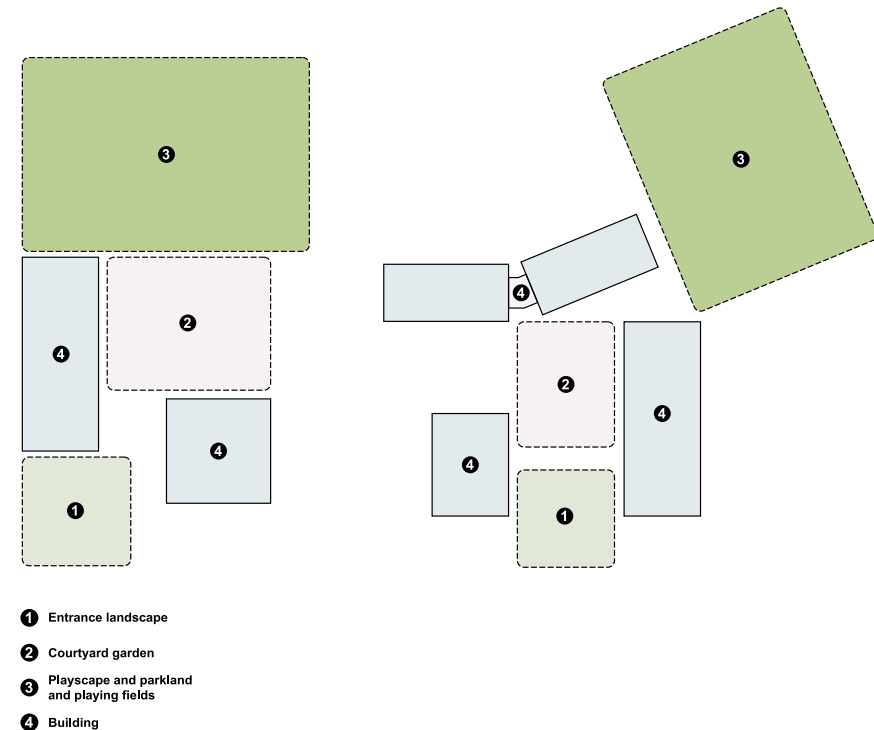 3
3
2
4
4
4
2
4
4
1
1
1 Entrance landscape
2 Courtyard garden
3 Playscape and parkland
and playing fields
4 Building